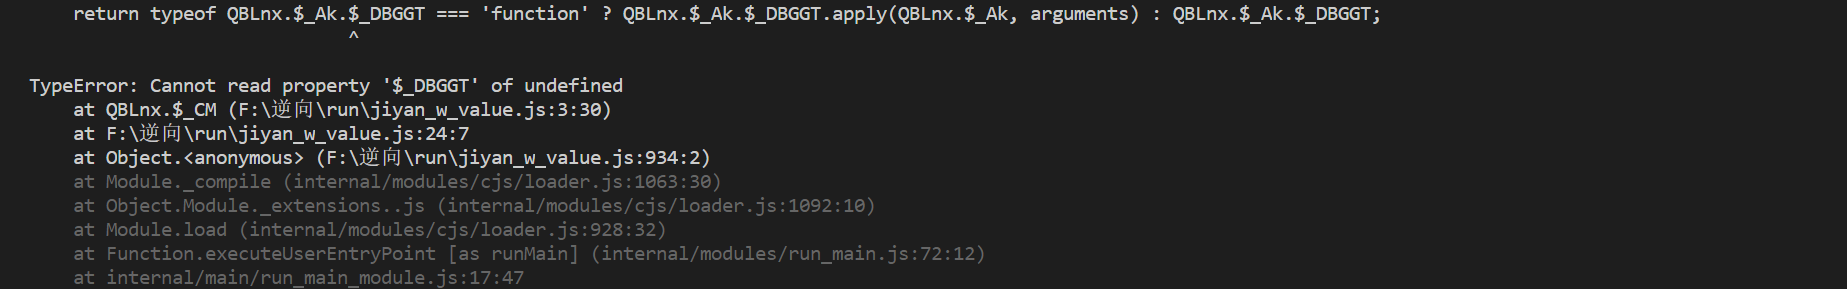 return typeof QBLnx.$_Ak.$_DBGGT === 'function' ? QBLnx.$_Ak.$_DBGGT.apply(QBLnx.$_Ak, arguments) : QBLnx.$_Ak.$_DBGGT;
^
TypeError: Cannot read property '$_DBGGT' of undefined
at QBLnx.$_CM (F:\逆向\run\jiyan_w_value.js:3:30)
at F:\逆向\run\jiyan_w_value.js:24:7
at Object.<anonymous> (F:\逆向\run\jiyan_w_value.js:934:2)
at Module._compile (internal/modules/cjs/loader.js:1063:30)
at Object.Module._extensions..js (internal/modules/cjs/loader.js:1092:10)
at Module.load (internal/modules/cjs/loader.js:928:32)
at Function.executeUserEntryPoint [as runMain] (internal/modules/run_main.js:72:12)
at internal/main/run_main_module.js:17:47